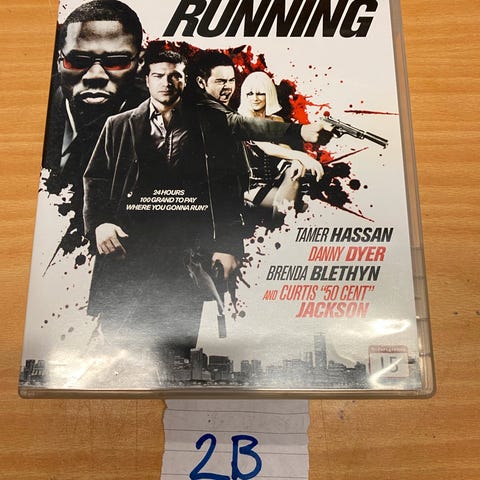 RUNNING
24 HOURS
100 GRAND TO PAY
WHERE YOU GONNA RUN?
TAMER HASSAN
DANNY DYER
BRENDA BLETHYN
AND CURTIS "50 CENT"
JACKSON
15
2B